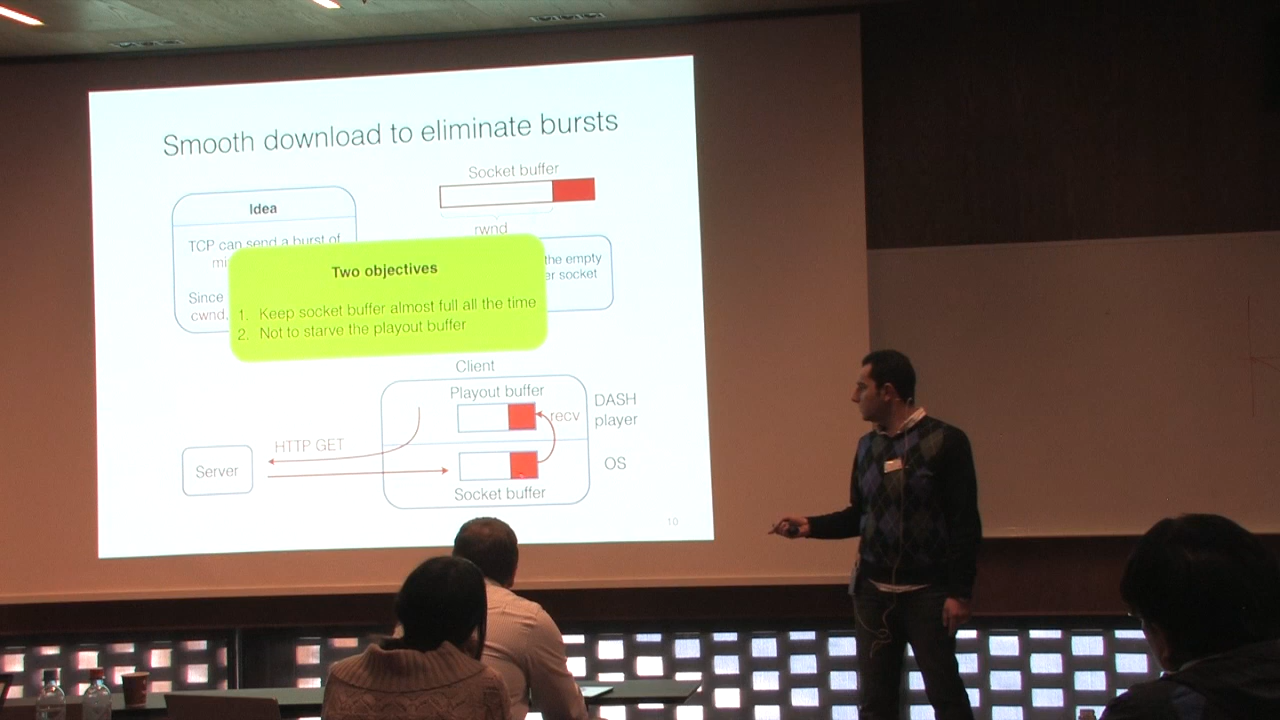 Smooth download to eliminate bursts
Socket buffer
Idea
rwnd
TCP can send a burst of
the empty
socket
Since
cwnd
Two objectives
1. Keep socket buffer almost full all the time
2. Not to starve the playout buffer
Client
Playout buffer
DASH
player
recv
HTTP GET
Server
OS
Socket buffer
10